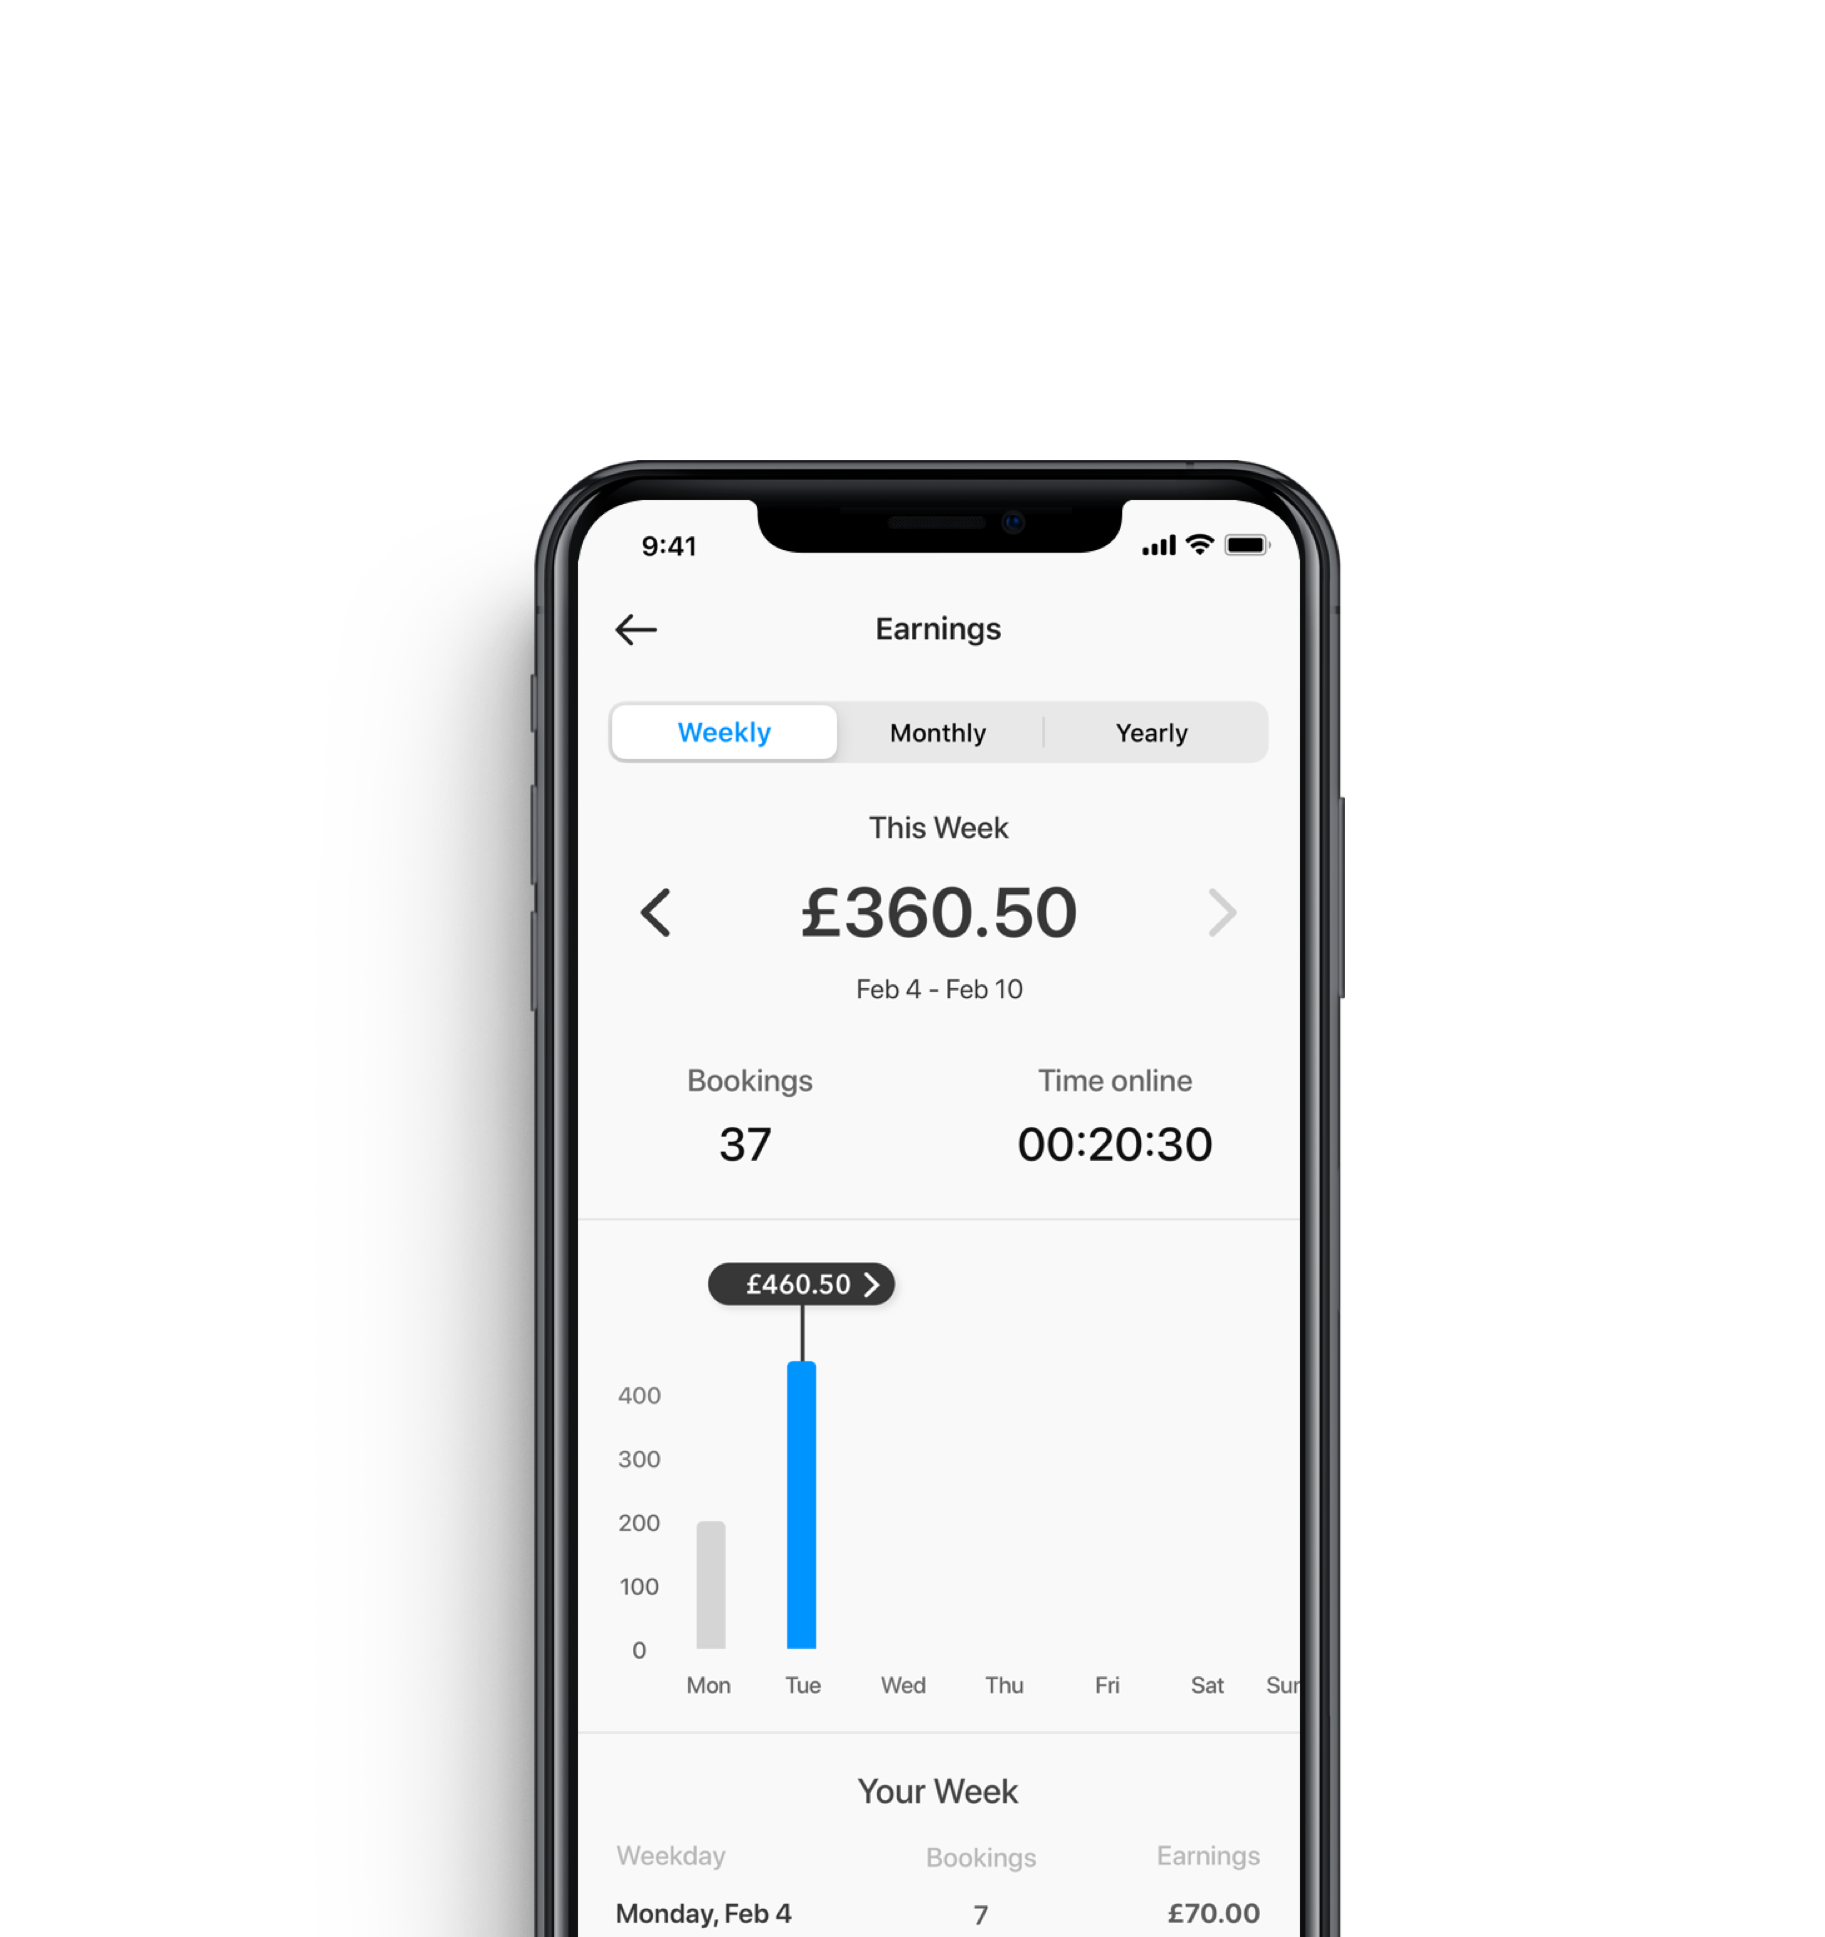 9:41
Earnings
Weekly Monthly Yearly
This Week
£360.50
Feb 4 - Feb 10
Bookings Time online
37 00:20:30
£460.50
400
300
200
100
0
Mon Tue Wed Thu Fri Sat Sun
Your Week
Weekday Bookings Earnings
Monday, Feb 4 7 £70.00